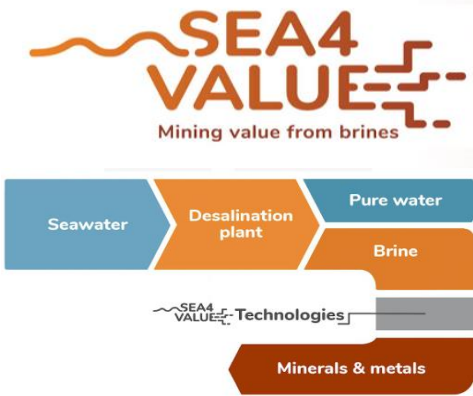 SEA4
VALUE
Mining value from brines
Seawater
Desalination
plant
Pure water
Brine
SEA4
VALUE
Technologies
Minerals & metals